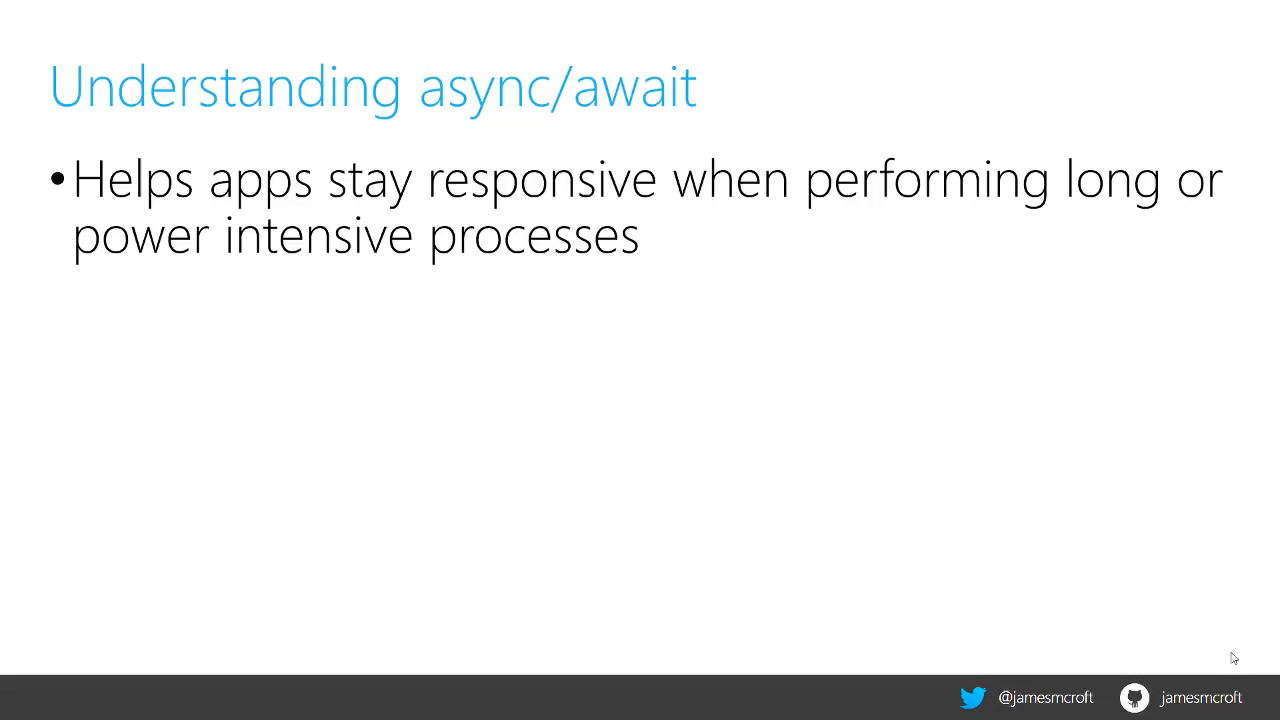 Understanding async/await
•Helps apps stay responsive when performing long or
power intensive processes
@jamesmcroft jamesmcroft